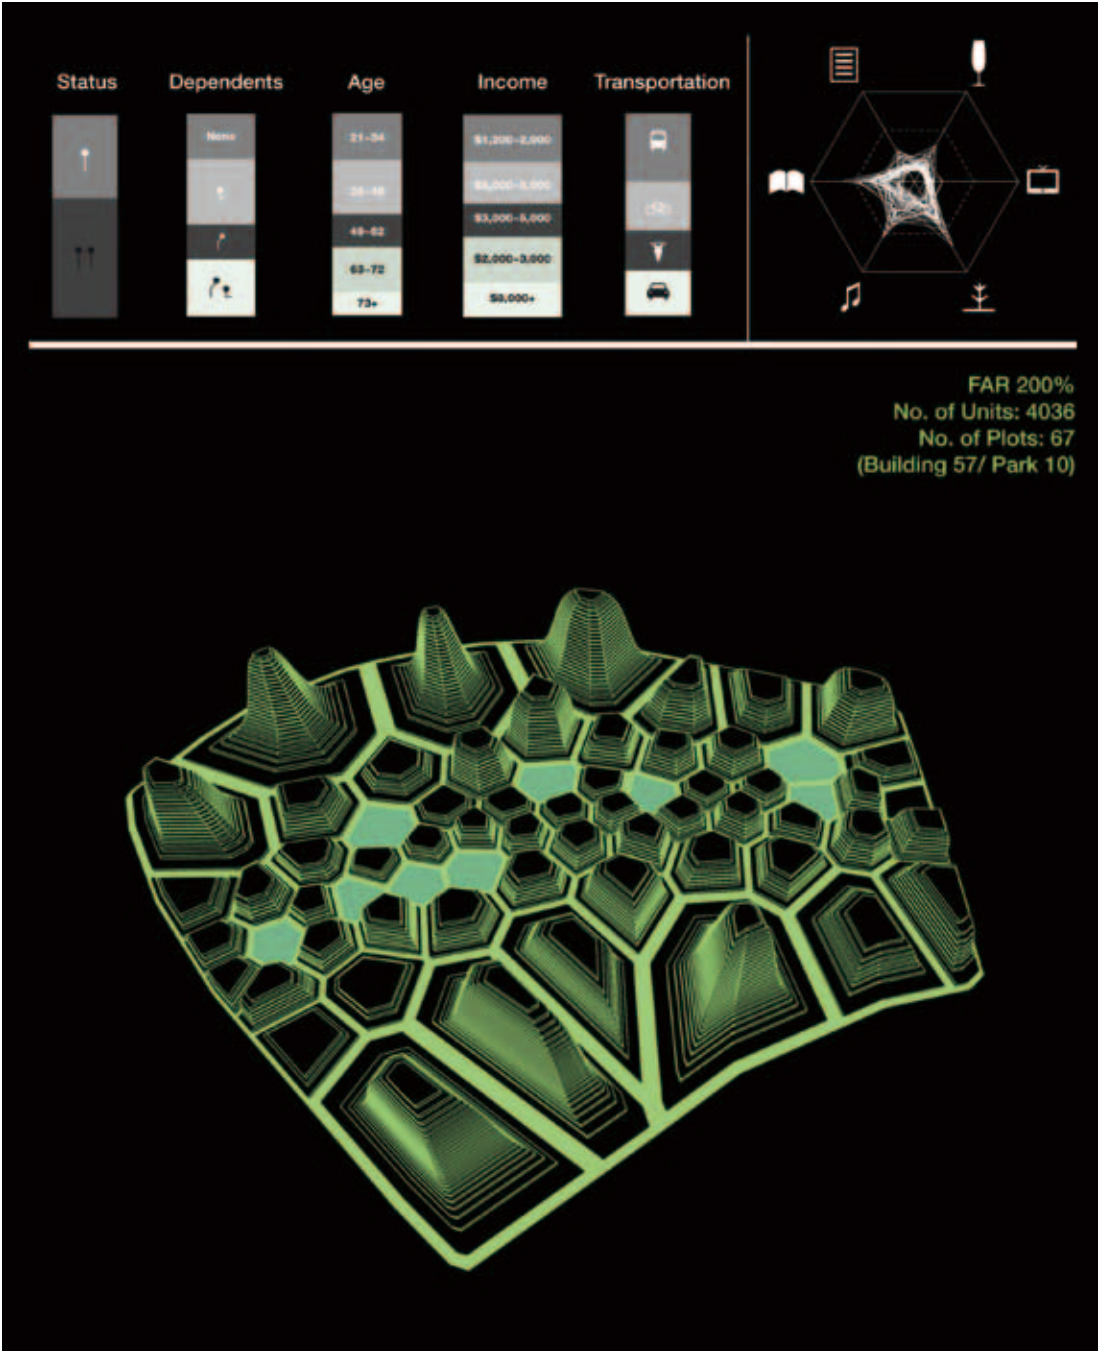 Status
Dependents
Age
Income
Transportation
None
21–34
$1,200–2,000
$3,000–5,000
49–62
$2,000–3,000
63–72
$8,000+
73+
FAR 200%
No. of Units: 4036
No. of Plots: 67
(Building 57/ Park 10)